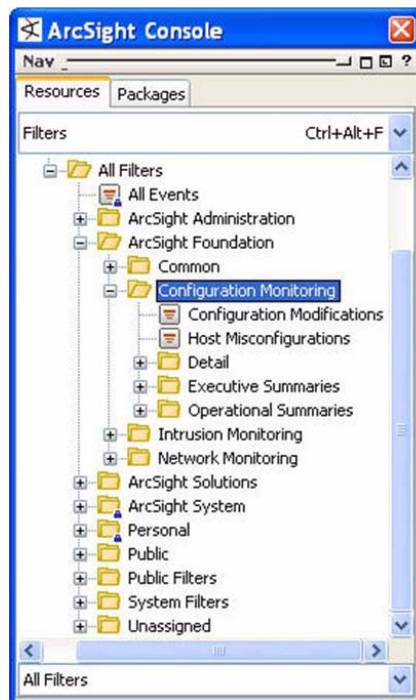 ArcSight Console
Nav
Resources Packages
Filters Ctrl+Alt+F
All Filters
All Events
ArcSight Administration
ArcSight Foundation
Common
Configuration Monitoring
Configuration Modifications
Host Misconfigurations
Detail
Executive Summaries
Operational Summaries
Intrusion Monitoring
Network Monitoring
ArcSight Solutions
ArcSight System
Personal
Public
Public Filters
System Filters
Unassigned
All Filters